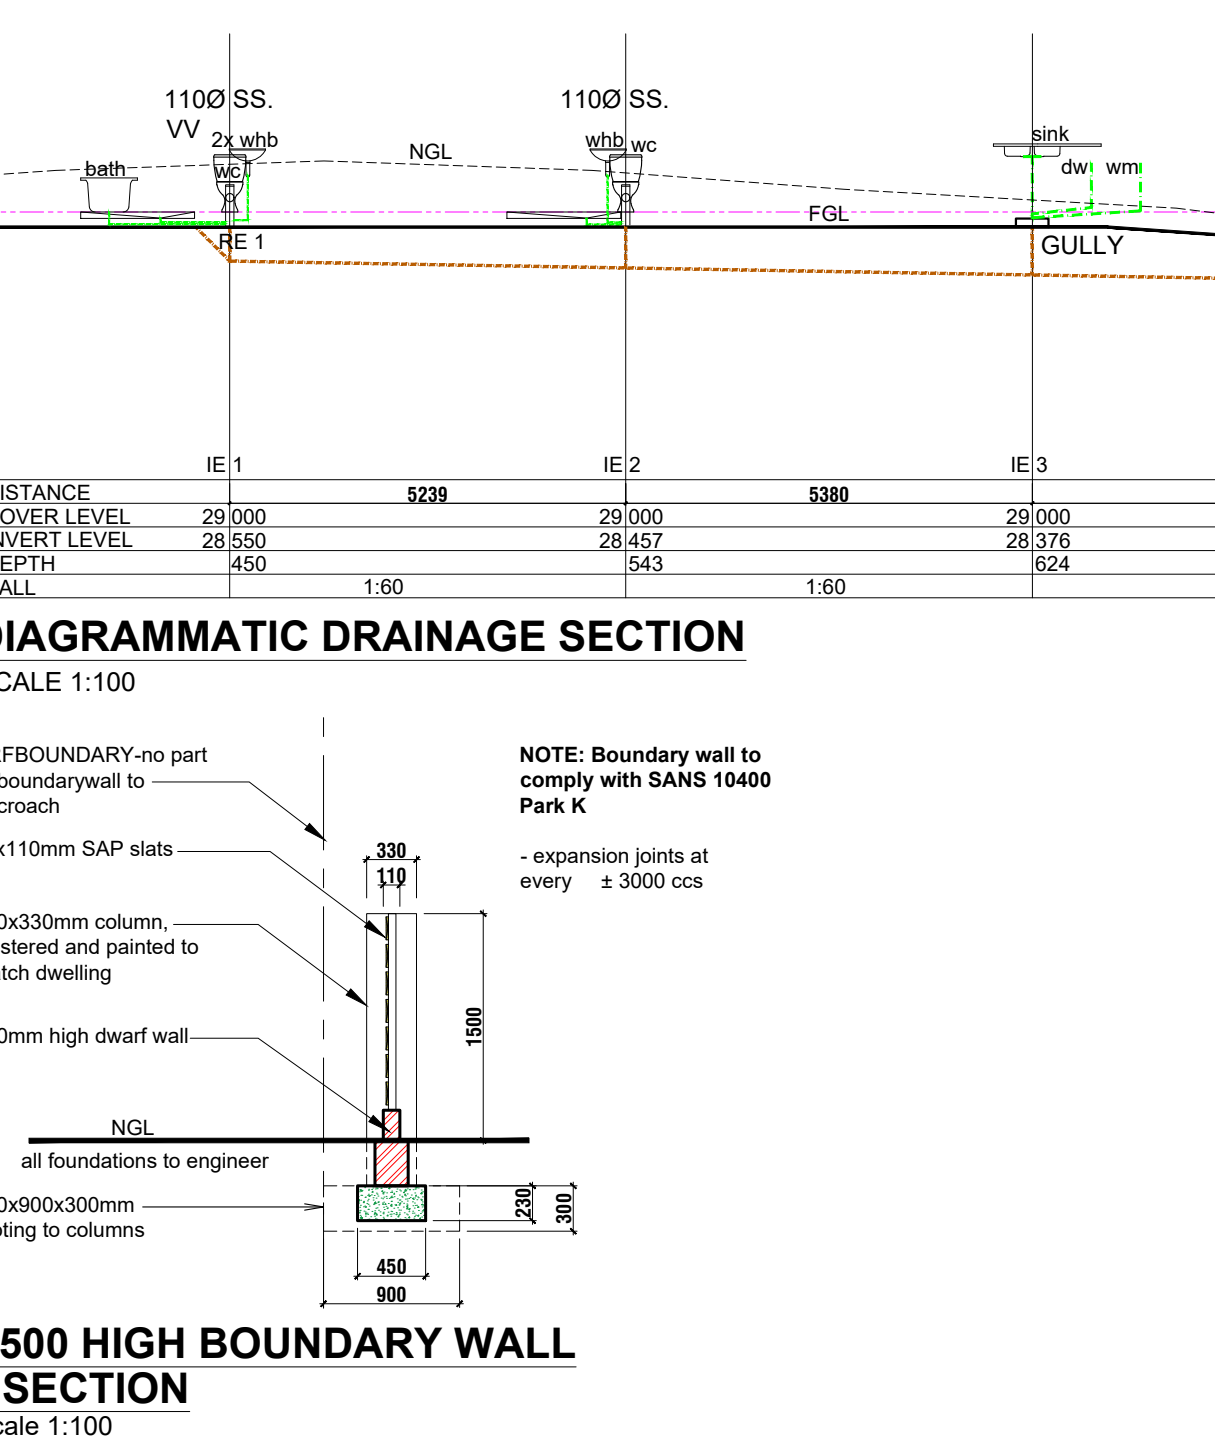 110Ø SS.
VV
2x whb
bath
wc
RE 1
NGL
110Ø SS.
whb wc
FGL
sink
dw wm
GULLY
IE 1 IE 2 IE 3
ISTANCE 5239 5380
OVER LEVEL 29 000 29 000 29 000
NVERT LEVEL 28 550 28 457 28 376
EPTH 450 543 624
ALL 1:60 1:60
DIAGRAMMATIC DRAINAGE SECTION
CALE 1:100
RFBOUNDARY-no part
boundarywall to
croach
x110mm SAP slats
0x330mm column,
stered and painted to
atch dwelling
0mm high dwarf wall
NGL
all foundations to engineer
0x900x300mm
oting to columns
330
110
1500
230
300
450
900
NOTE: Boundary wall to
comply with SANS 10400
Park K
- expansion joints at
every ± 3000 ccs
500 HIGH BOUNDARY WALL
SECTION
cale 1:100